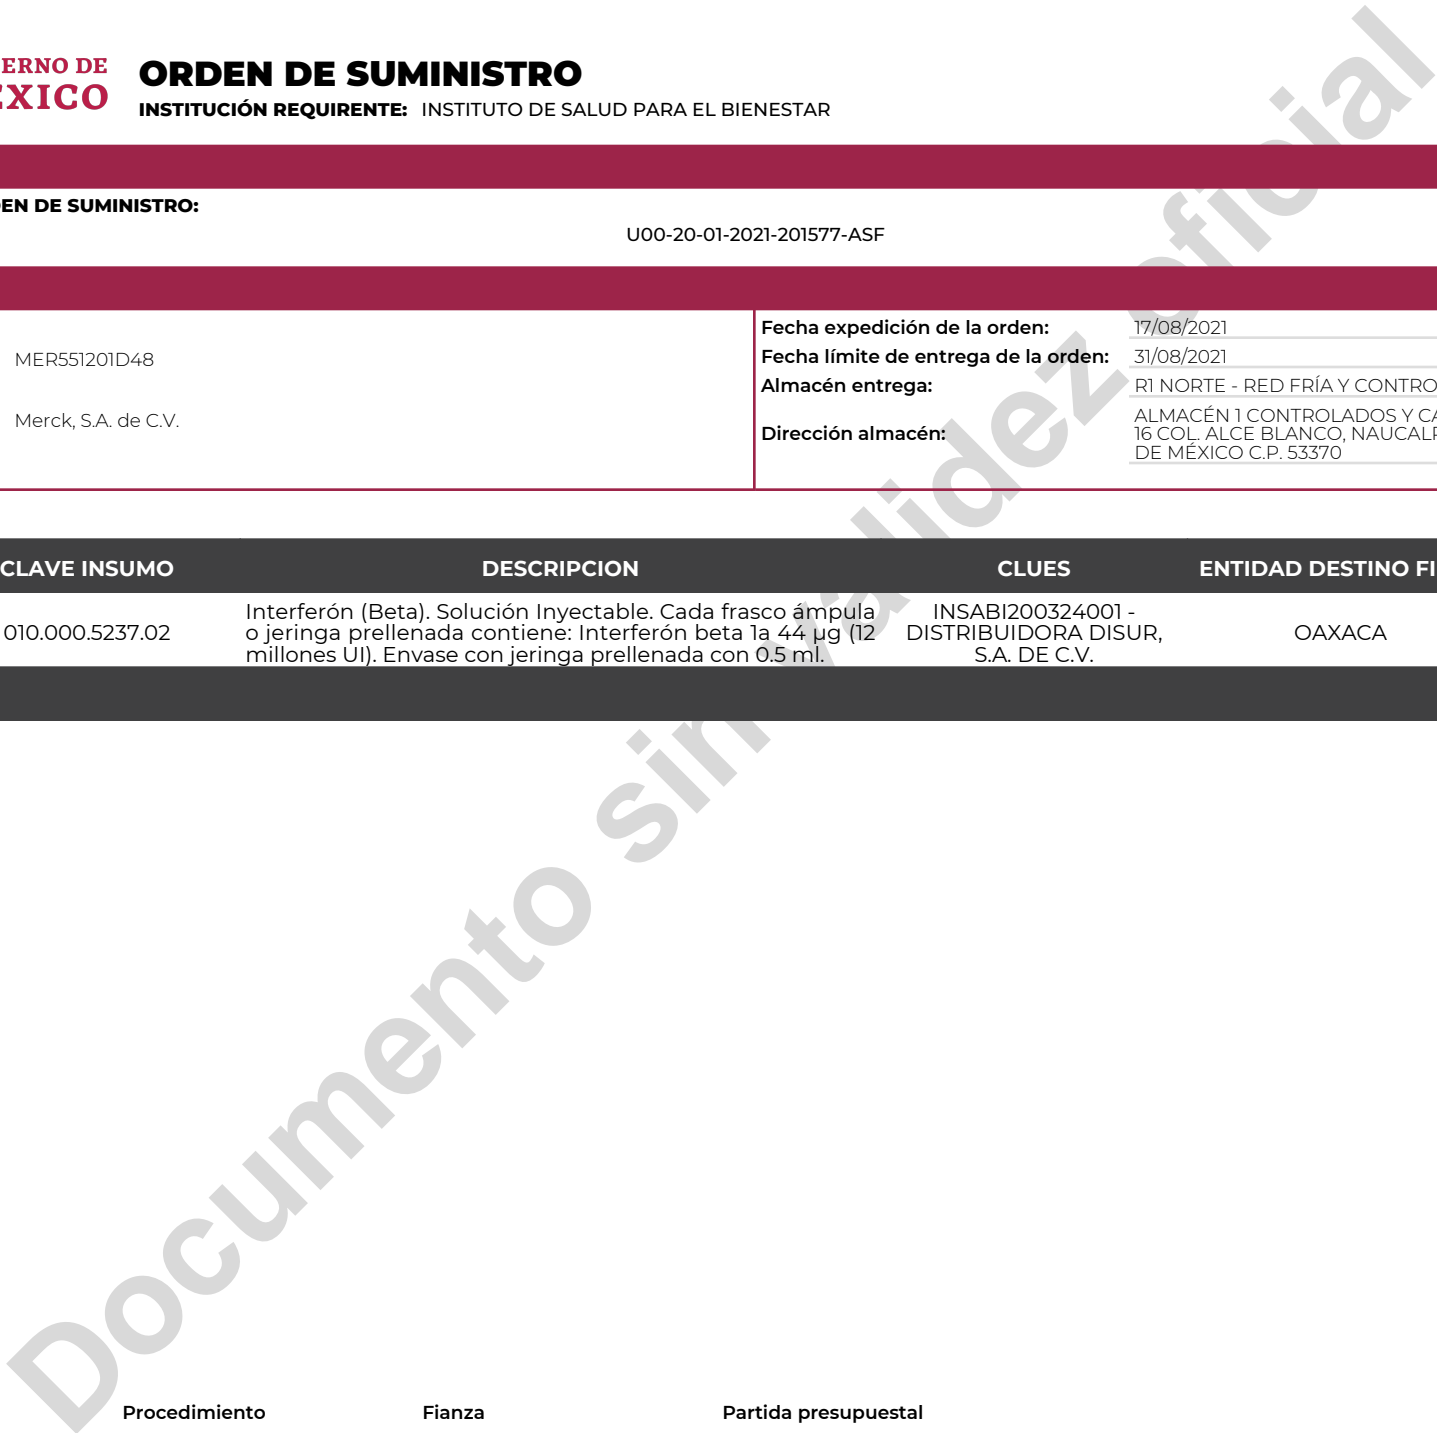 ERNO DE
ÉXICO
ORDEN DE SUMINISTRO
INSTITUCIÓN REQUIRENTE: INSTITUTO DE SALUD PARA EL BIENESTAR
EN DE SUMINISTRO:
U00-20-01-2021-201577-ASF
MER551201D48
Merck, S.A. de C.V.
Fecha expedición de la orden: 17/08/2021
Fecha límite de entrega de la orden: 31/08/2021
Almacén entrega: R1 NORTE - RED FRÍA Y CONTRO
Dirección almacén:
ALMACÉN 1 CONTROLADOS Y CA
16 COL. ALCE BLANCO, NAUCALP
DE MÉXICO C.P. 53370
CLAVE INSUMO DESCRIPCION CLUES ENTIDAD DESTINO FI
010.000.5237.02
Interferón (Beta). Solución Inyectable. Cada frasco ámpula
o jeringa prellenada contiene: Interferón beta 1a 44 µg (12
millones UI). Envase con jeringa prellenada con 0.5 ml.
INSABI200324001 -
DISTRIBUIDORA DISUR,
S.A. DE C.V.
OAXACA
Documento sin validez oficial
Procedimiento Fianza Partida presupuestal